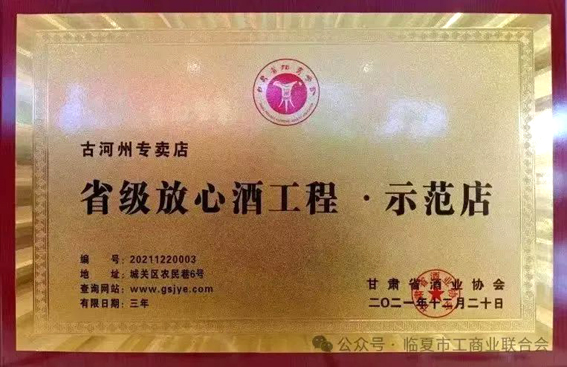 古河州专卖店
省级放心酒工程·示范店
编 号：20211220003
地 址：城关区农民巷6号
查询网站：www.gsjye.com
有限日期：三年
甘肃省酒业协会
二〇二一年十二月二十日
公众号·临夏市工商业联合会